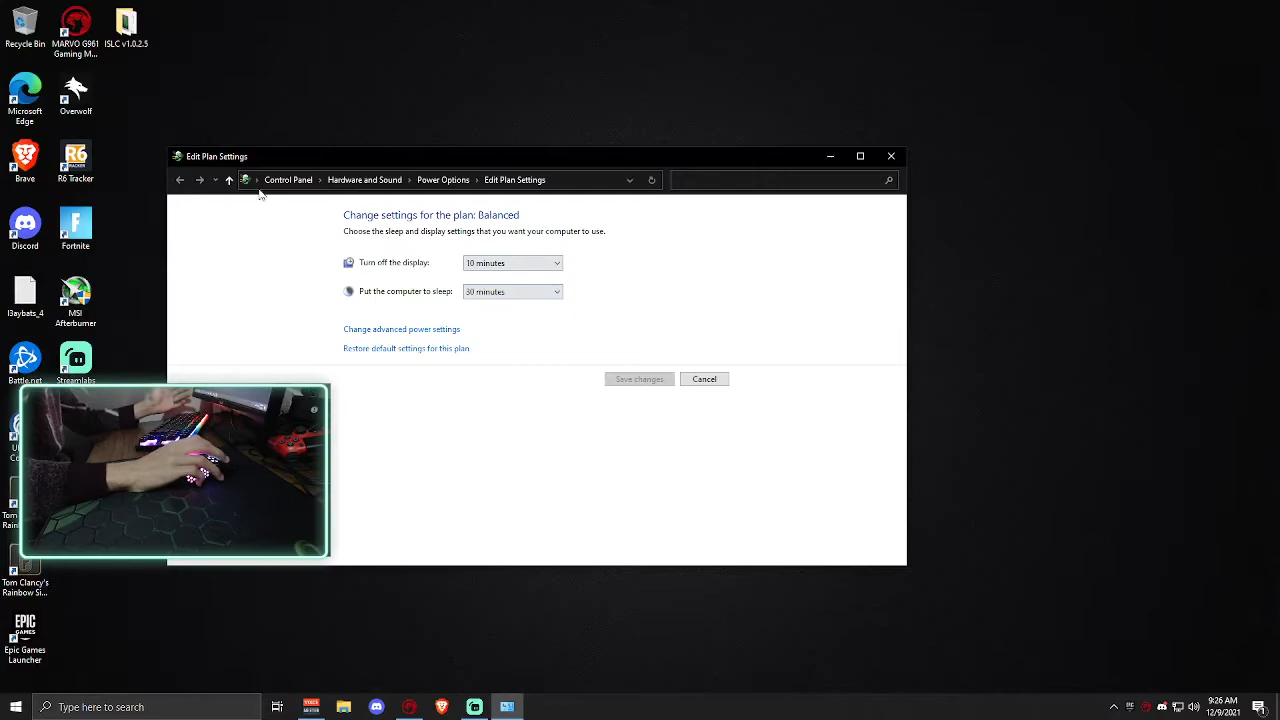 Recycle Bin
MARVO G961
Gaming M...
ISLC v1.0.2.5
Microsoft
Edge
Overwolf
Brave
R6
TRACKER
R6 Tracker
Discord
Fortnite
MSI
Afterburner
Battle.net
Streamlabs
Tom Clancy's
Rainbow Si...
EPIC
GAMES
Epic Games
Launcher
Edit Plan Settings
Control Panel > Hardware and Sound > Power Options > Edit Plan Settings
Change settings for the plan: Balanced
Choose the sleep and display settings that you want your computer to use.
Turn off the display: 10 minutes
Put the computer to sleep: 30 minutes
Change advanced power settings
Restore default settings for this plan
Save changes Cancel
Type here to search
VOICE
MEETER
9:26 AM
12/9/2021